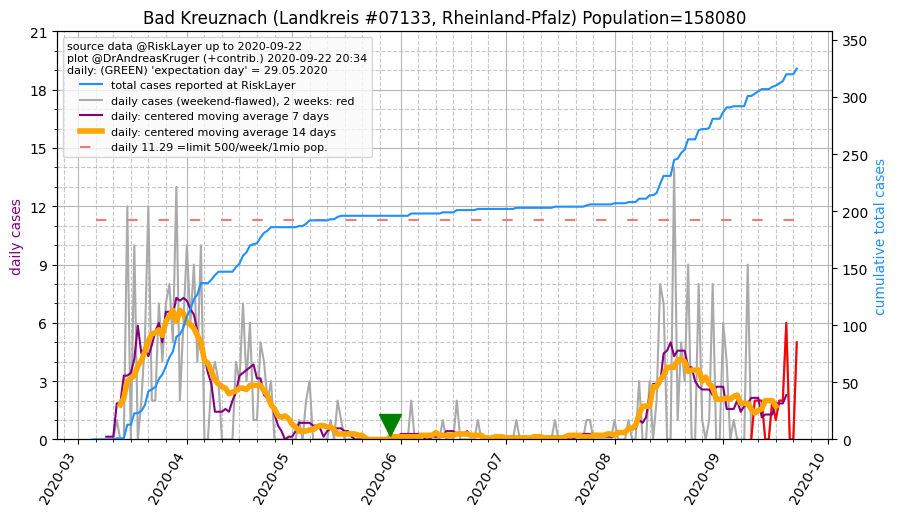 Bad Kreuznach (Landkreis #07133, Rheinland-Pfalz) Population=158080
source data @RiskLayer up to 2020-09-22
plot @DrAndreasKruger (+contrib.) 2020-09-22 20:34
daily: (GREEN) 'expectation day' = 29.05.2020
total cases reported at RiskLayer
daily cases (weekend-flawed), 2 weeks: red
daily: centered moving average 7 days
daily: centered moving average 14 days
daily 11.29 =limit 500/week/1mio pop.
daily cases
21
18
15
12
9
6
3
0
cumulative total cases
350
300
250
200
150
100
50
0
2020-03
2020-04
2020-05
2020-06
2020-07
2020-08
2020-09
2020-10